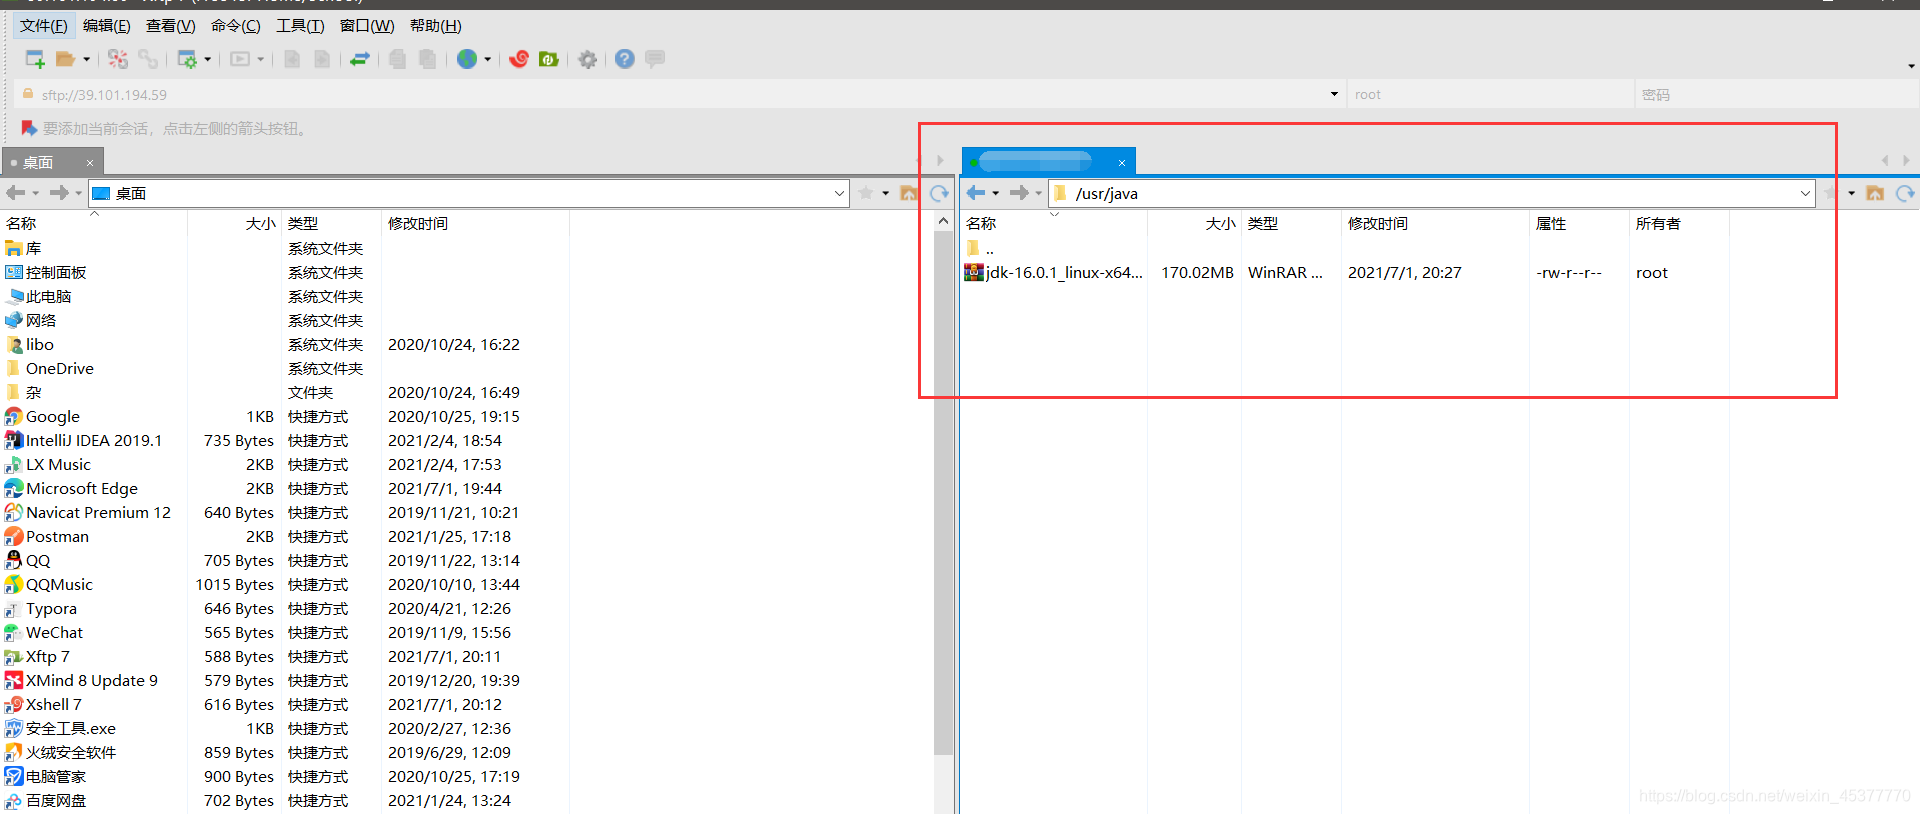 文件(F) 编辑(E) 查看(V) 命令(C) 工具(T) 窗口(W) 帮助(H)
sftp://39.101.194.59 root 密码
要添加当前会话，点击左侧的箭头按钮。
桌面 ×
×
桌面
/usr/java
名称 大小 类型 修改时间
库 系统文件夹
控制面板 系统文件夹
此电脑 系统文件夹
网络 系统文件夹
libo 系统文件夹 2020/10/24, 16:22
OneDrive 系统文件夹
杂 文件夹 2020/10/24, 16:49
Google 1KB 快捷方式 2020/10/25, 19:15
IntelliJ IDEA 2019.1 735 Bytes 快捷方式 2021/2/4, 18:54
LX Music 2KB 快捷方式 2021/2/4, 17:53
Microsoft Edge 2KB 快捷方式 2021/7/1, 19:44
Navicat Premium 12 640 Bytes 快捷方式 2019/11/21, 10:21
Postman 2KB 快捷方式 2021/1/25, 17:18
QQ 705 Bytes 快捷方式 2019/11/22, 13:14
QQMusic 1015 Bytes 快捷方式 2020/10/10, 13:44
Typora 646 Bytes 快捷方式 2020/4/21, 12:26
WeChat 565 Bytes 快捷方式 2019/11/9, 15:56
Xftp 7 588 Bytes 快捷方式 2021/7/1, 20:11
XMind 8 Update 9 579 Bytes 快捷方式 2019/12/20, 19:39
Xshell 7 616 Bytes 快捷方式 2021/7/1, 20:12
安全工具.exe 1KB 快捷方式 2020/2/27, 12:36
火绒安全软件 859 Bytes 快捷方式 2019/6/29, 12:09
电脑管家 900 Bytes 快捷方式 2020/10/25, 17:19
百度网盘 702 Bytes 快捷方式 2021/1/24, 13:24
名称 大小 类型 修改时间 属性 所有者
..
jdk-16.0.1_linux-x64... 170.02MB WinRAR ... 2021/7/1, 20:27 -rw-r--r-- root
https://blog.csdn.net/weixin_45377770